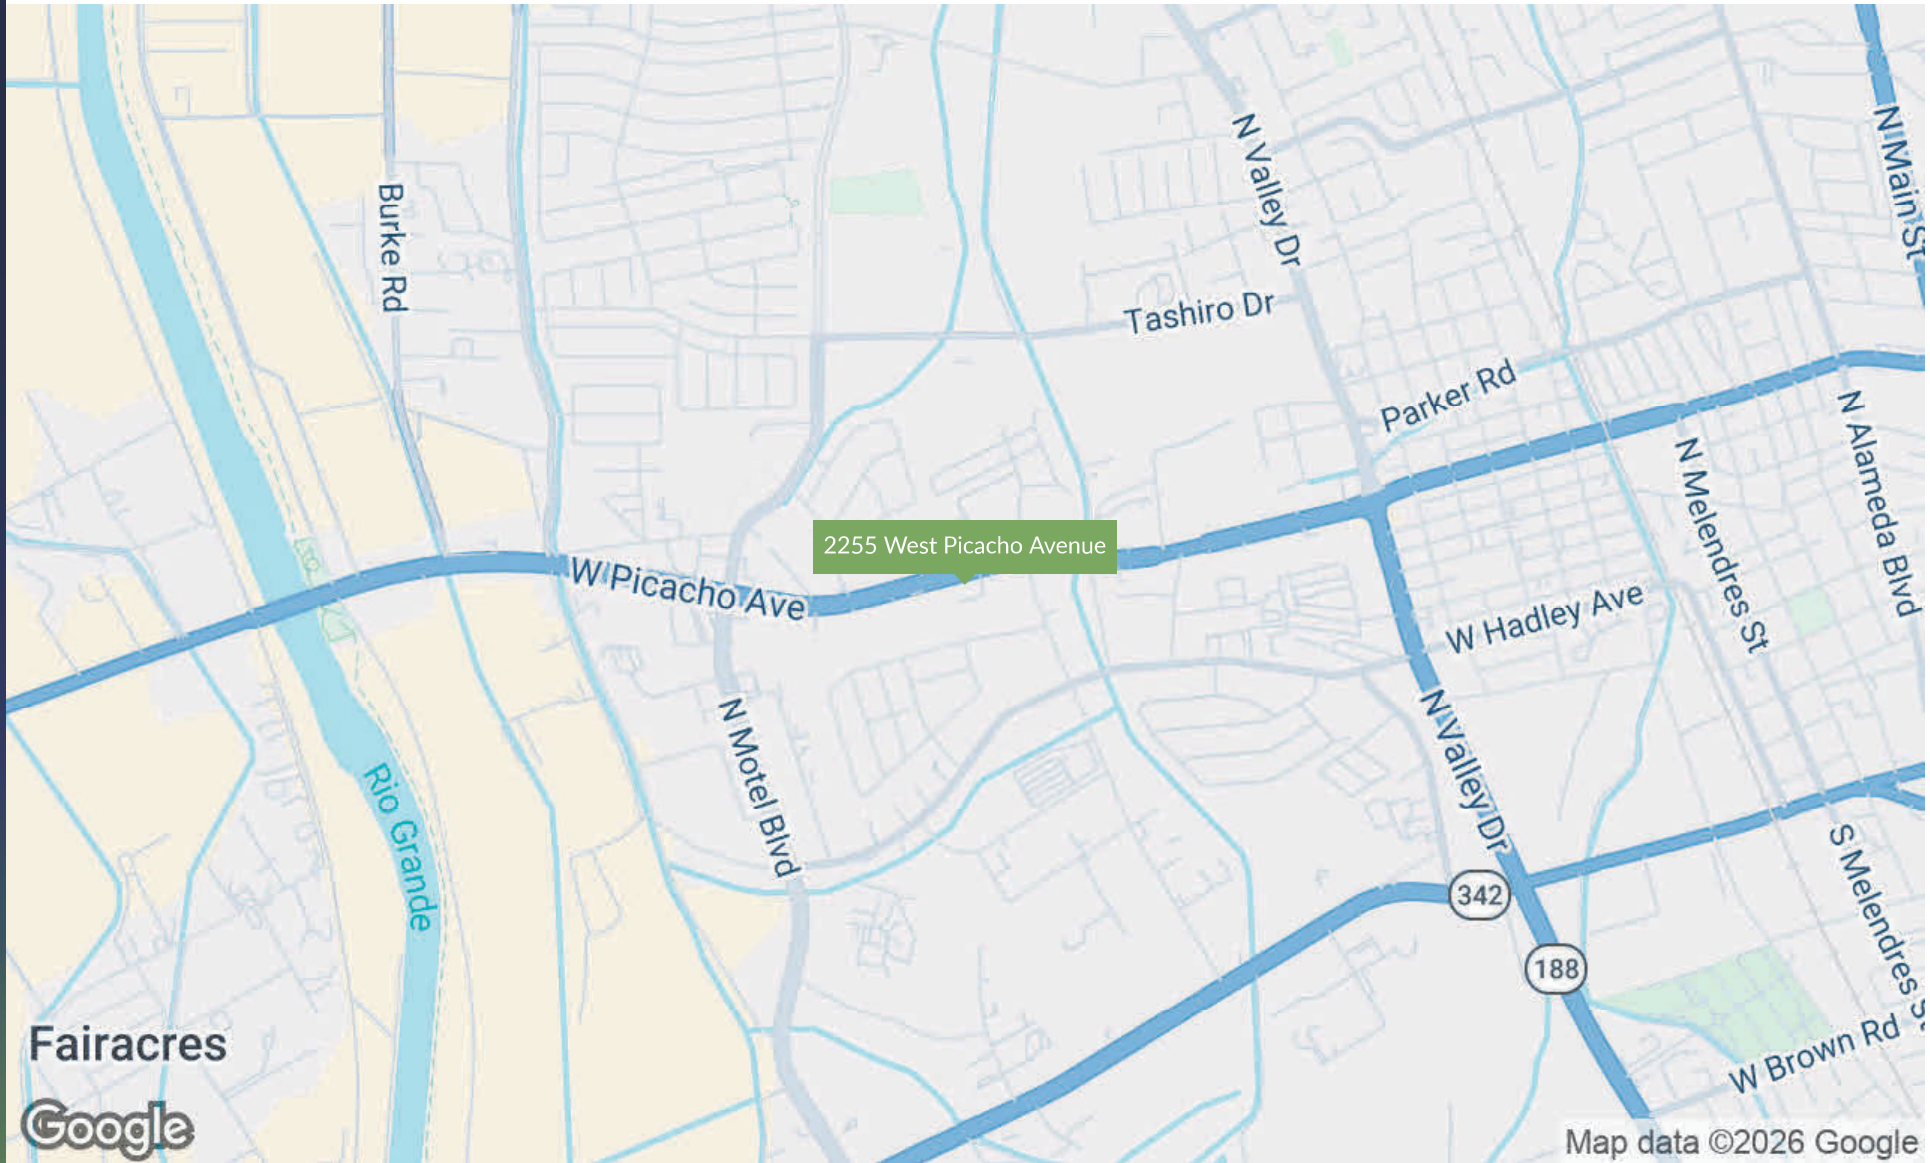 N Main St
N Valley Dr
Burke Rd
Tashiro Dr
Parker Rd
N Alameda Blvd
N Melendres St
2255 West Picacho Avenue
W Picacho Ave
W Hadley Ave
N Motel Blvd
N Valley Dr
Rio Grande
342
S Melendres St
188
Fairacres
W Brown Rd
Google
Map data ©2026 Google